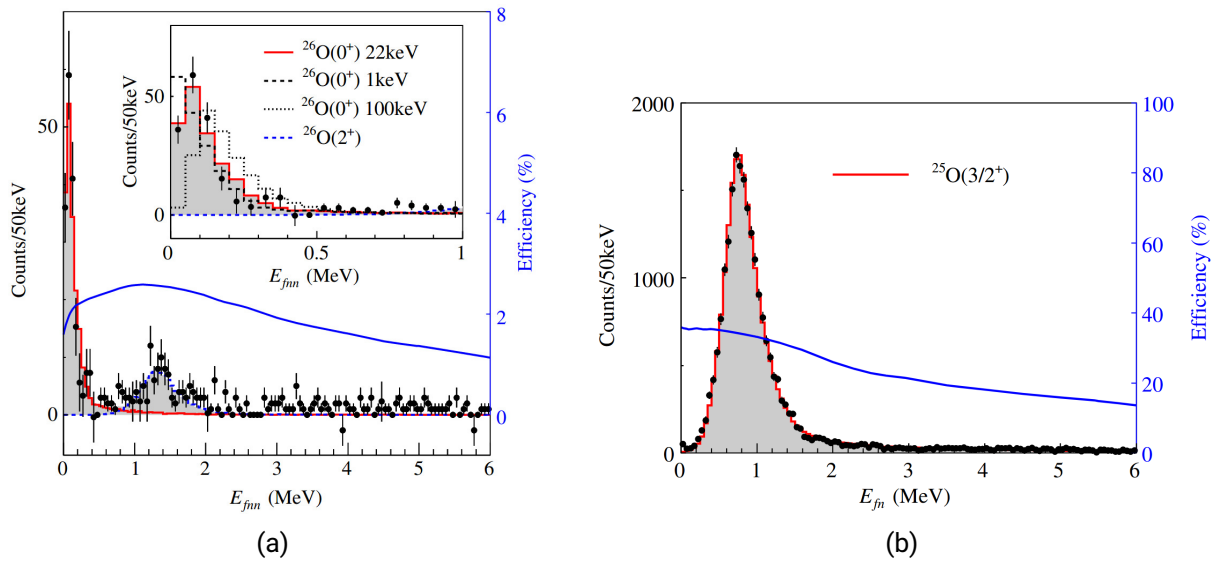 8
6
4
2
0
Efficiency (%)
50
0
Counts/50keV
0 1 2 3 4 5 6
E_fnn (MeV)
²⁶O(0⁺) 22keV
²⁶O(0⁺) 1keV
²⁶O(0⁺) 100keV
²⁶O(2⁺)
50
0
Counts/50keV
0 0.5 1
E_fnn (MeV)
(a)
2000
1000
0
Counts/50keV
²⁵O(3/2⁺)
100
80
60
40
20
0
Efficiency (%)
0 1 2 3 4 5 6
E_fn (MeV)
(b)